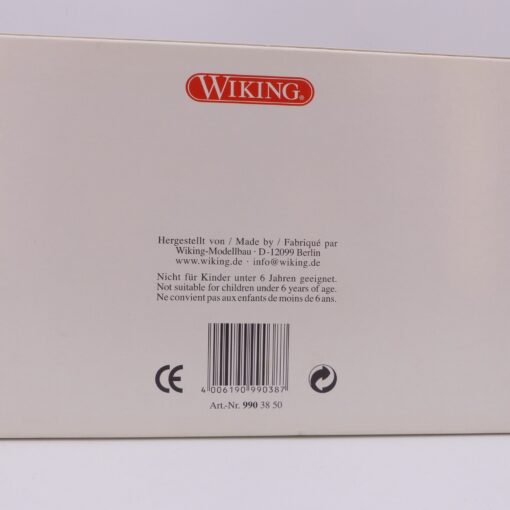 WIKING®
Hergestellt von / Made by / Fabriqué par
Wiking-Modellbau · D-12099 Berlin
www.wiking.de · info@wiking.de
Nicht für Kinder unter 6 Jahren geeignet.
Not suitable for children under 6 years of age.
Ne convient pas aux enfants de moins de 6 ans.
CE
4 006190 990387
Art.-Nr. 990 38 50